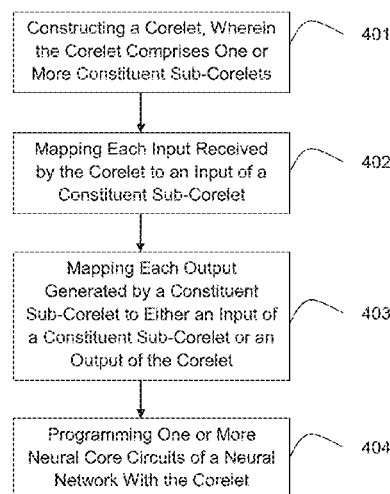 Constructing a Corelet, Wherein
the Corelet Comprises One or
More Constituent Sub-Corelets
401
Mapping Each Input Received
by the Corelet to an Input of a
Constituent Sub-Corelet
402
Mapping Each Output
Generated by a Constituent
Sub-Corelet to Either an Input of
a Constituent Sub-Corelet or an
Output of the Corelet
403
Programming One or More
Neural Core Circuits of a Neural
Network With the Corelet
404